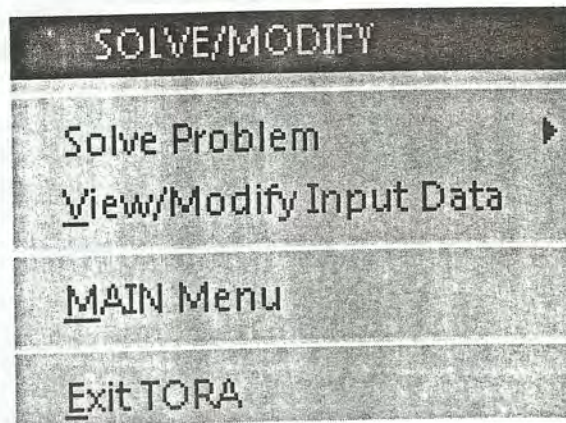 SOLVE/MODIFY
Solve Problem
View/Modify Input Data
MAIN Menu
Exit TORA